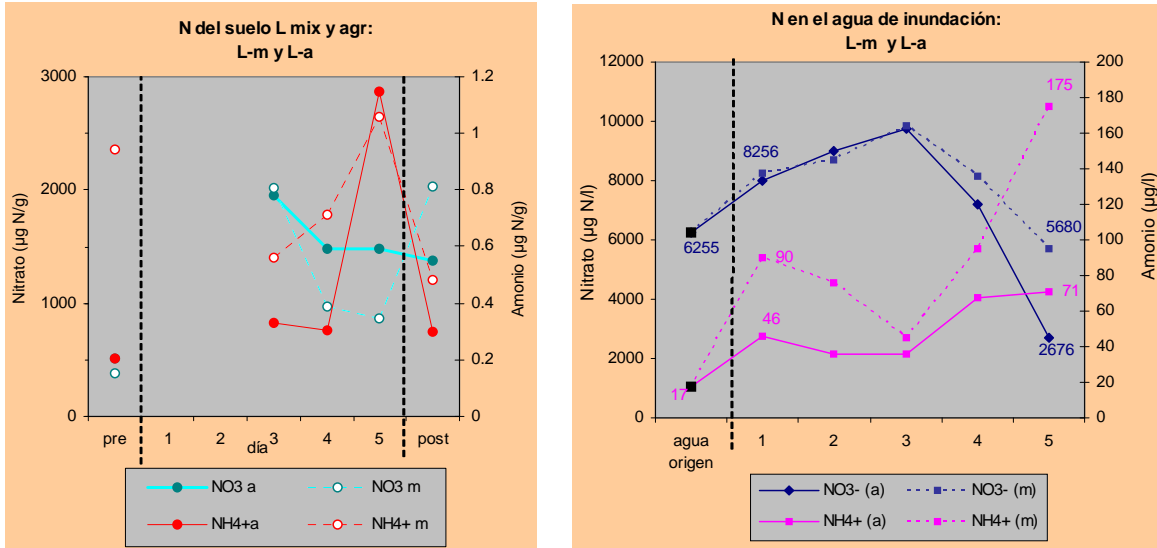 N del suelo L mix y agr:
L-m y L-a
3000
2000
1000
0
Nitrato (µg N/g)
1.2
1
0.8
0.6
0.4
0.2
0
Amonio (µg N/g)
pre
1
2
3
4
5
post
día
NO3 a
NO3 m
NH4+a
NH4+ m
N en el agua de inundación:
L-m y L-a
12000
10000
8000
6000
4000
2000
0
Nitrato (µg N/l)
200
180
160
140
120
100
80
60
40
20
0
Amonio (µg/l)
175
8256
6255
90
5680
46
71
2676
17
agua
origen
1
2
3
4
5
NO3- (a)
NO3- (m)
NH4+ (a)
NH4+ (m)